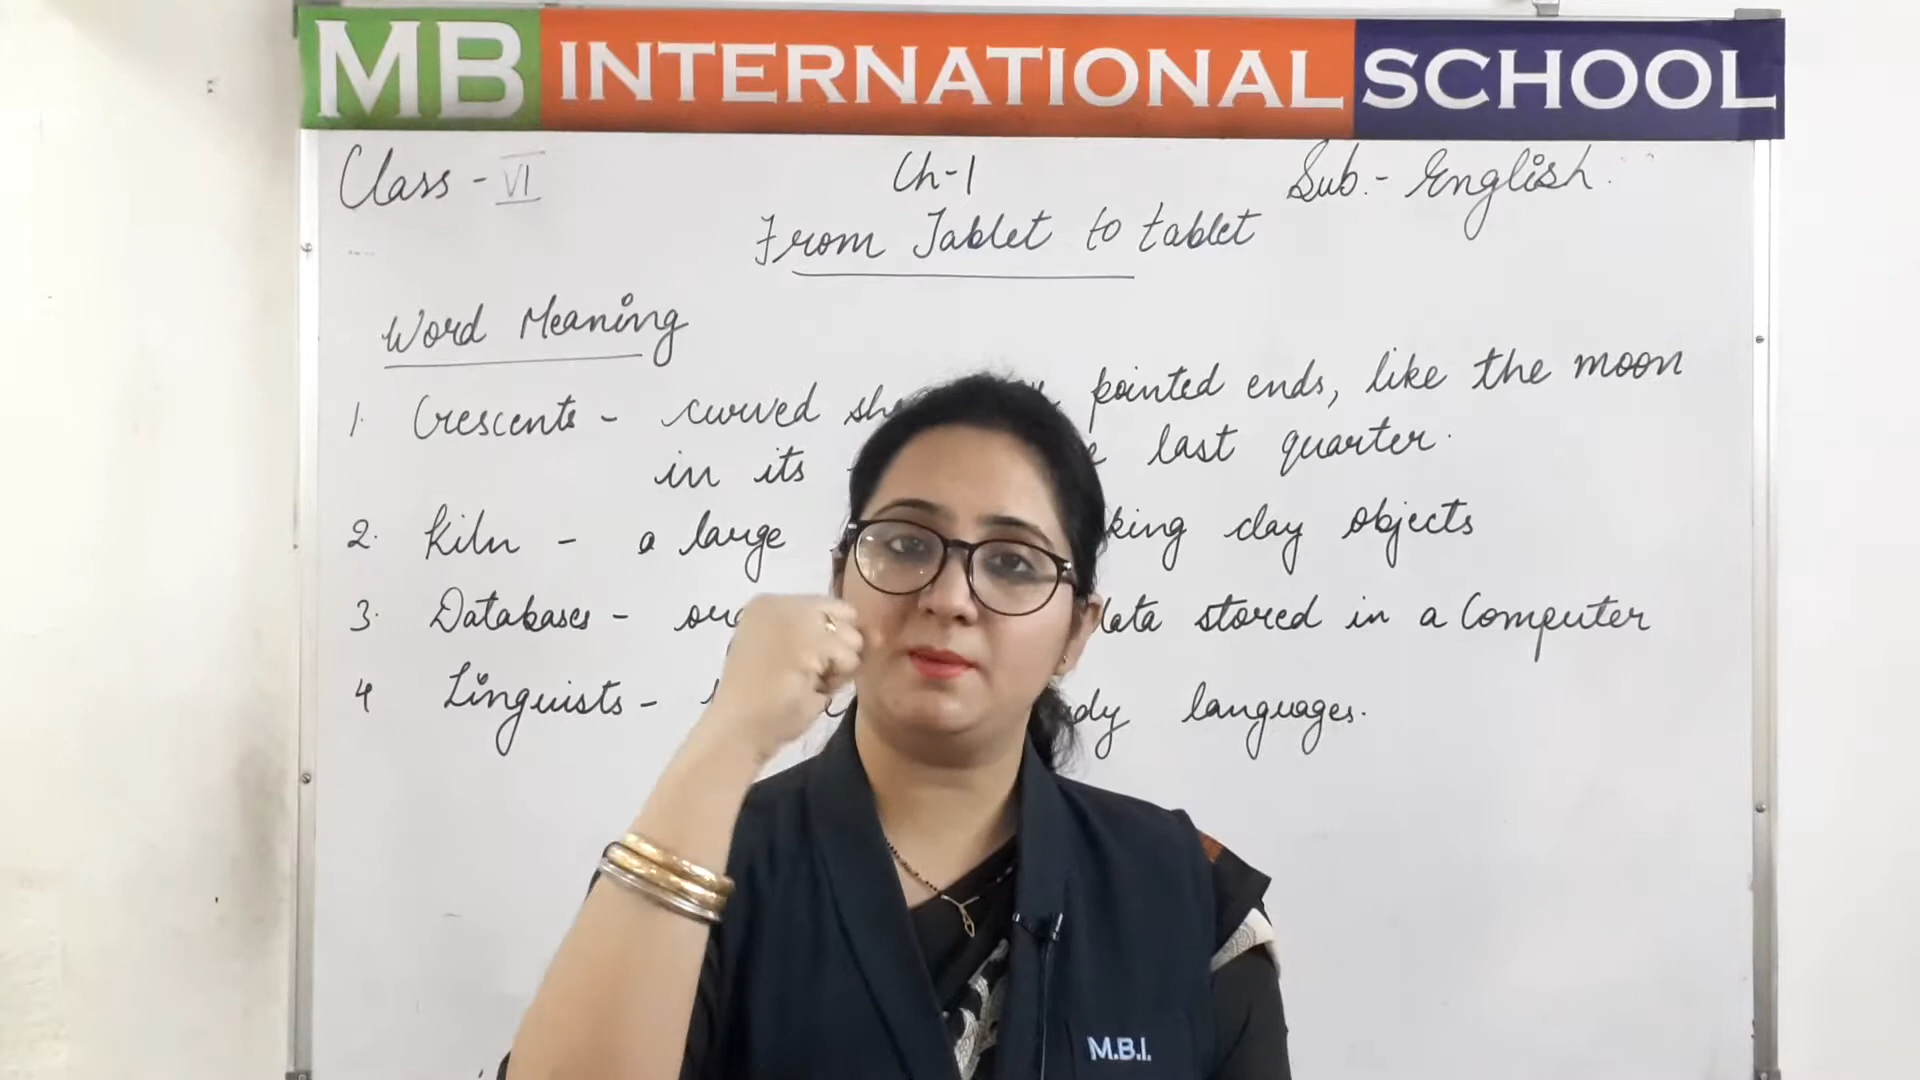 MB INTERNATIONAL SCHOOL
Class - VI
Ch-1
Sub.- English.
From Tablet to tablet
Word Meaning
1. Crescents - curved pointed ends, like the moon
in its last quarter.
2. Kiln - a large clay objects
3. Databases - data stored in a Computer
4 Linguists - languages.
M.B.I.